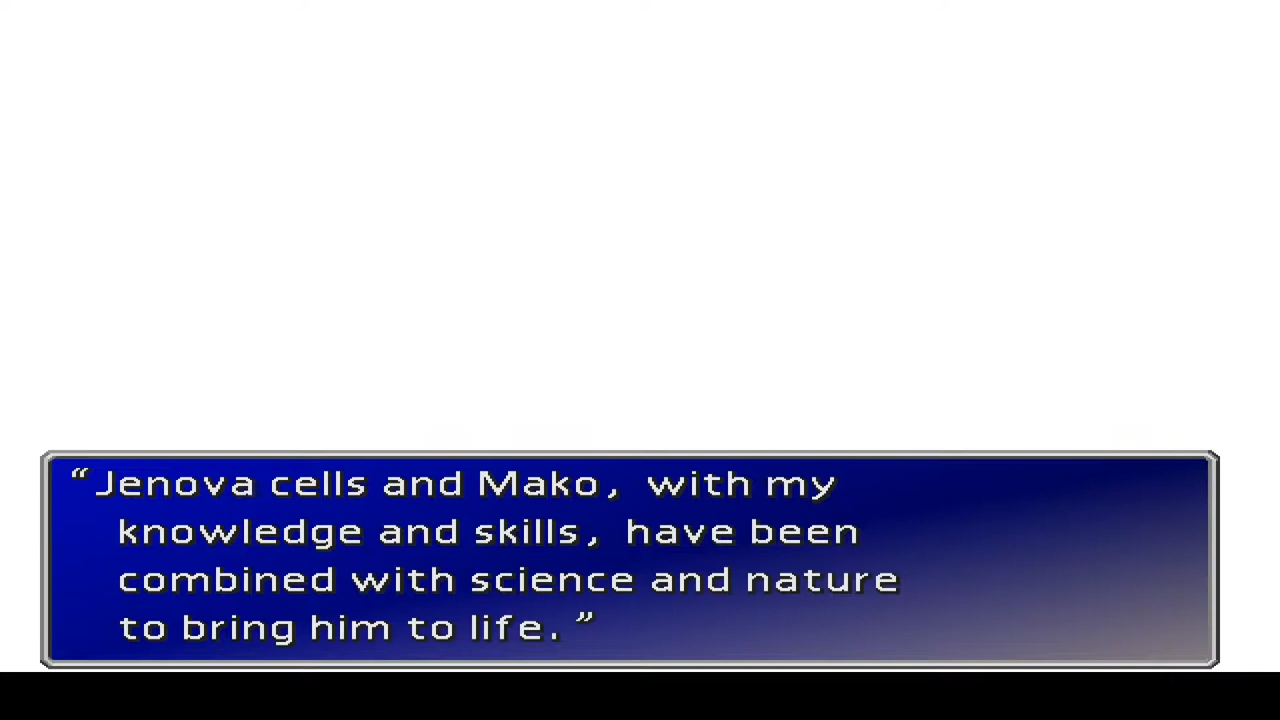 “Jenova cells and Mako, with my
knowledge and skills, have been
combined with science and nature
to bring him to life.”